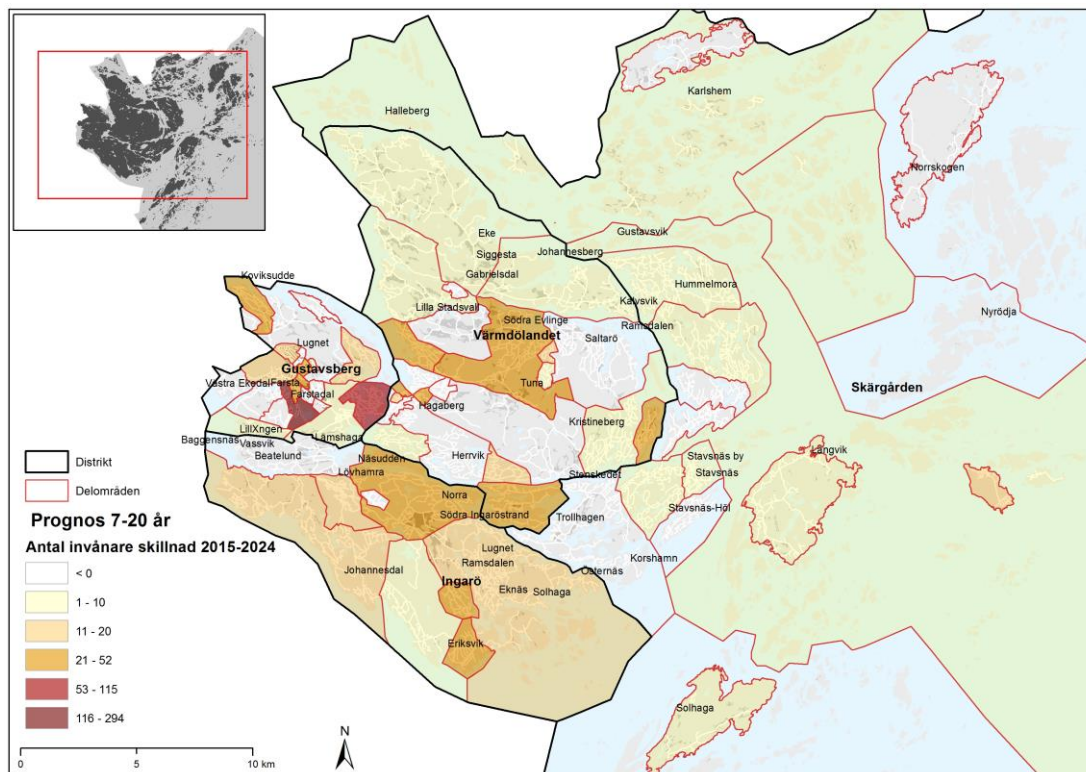 Halleberg
Karlshem
Norrskogen
Eke
Siggesta
Johannesberg
Gustavsvik
Gabrielsdal
Koviksudde
Kalvsvik
Hummelmora
Lilla Stadsvall
Södra Evlinge
Ramsdalen
Nyrödja
Värmdölandet
Saltarö
Lugnet
Gustavsberg
Västra Ekedal
Farsta
Farstadal
Tuna
Skärgården
Hagaberg
Kristineberg
LillXngen
Lämshaga
Baggensnäs
Vassvik
Beatelund
Näsudden
Herrvik
Stenskedet
Stavsnäs by
Stavsnäs
Långvik
Lövhamra
Norra
Södra Ingaröstrand
Trollhagen
Stavsnäs-Höl
Lugnet
Ramsdalen
Korshamn
Johannesdal
Ingarö
Östernäs
Eknäs
Solhaga
Eriksvik
Solhaga
Distrikt
Delområden
Prognos 7-20 år
Antal invånare skillnad 2015-2024
< 0
1 - 10
11 - 20
21 - 52
53 - 115
116 - 294
N
0 5 10 km